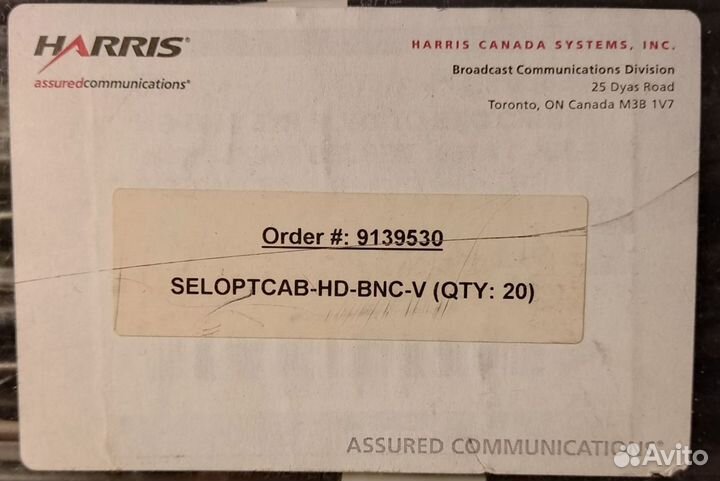 HARRIS®
assuredcommunications®
HARRIS CANADA SYSTEMS, INC.
Broadcast Communications Division
25 Dyas Road
Toronto, ON Canada M3B 1V7
Order #: 9139530
SELOPTCAB-HD-BNC-V (QTY: 20)
ASSURED COMMUNICATIONS®
Avito